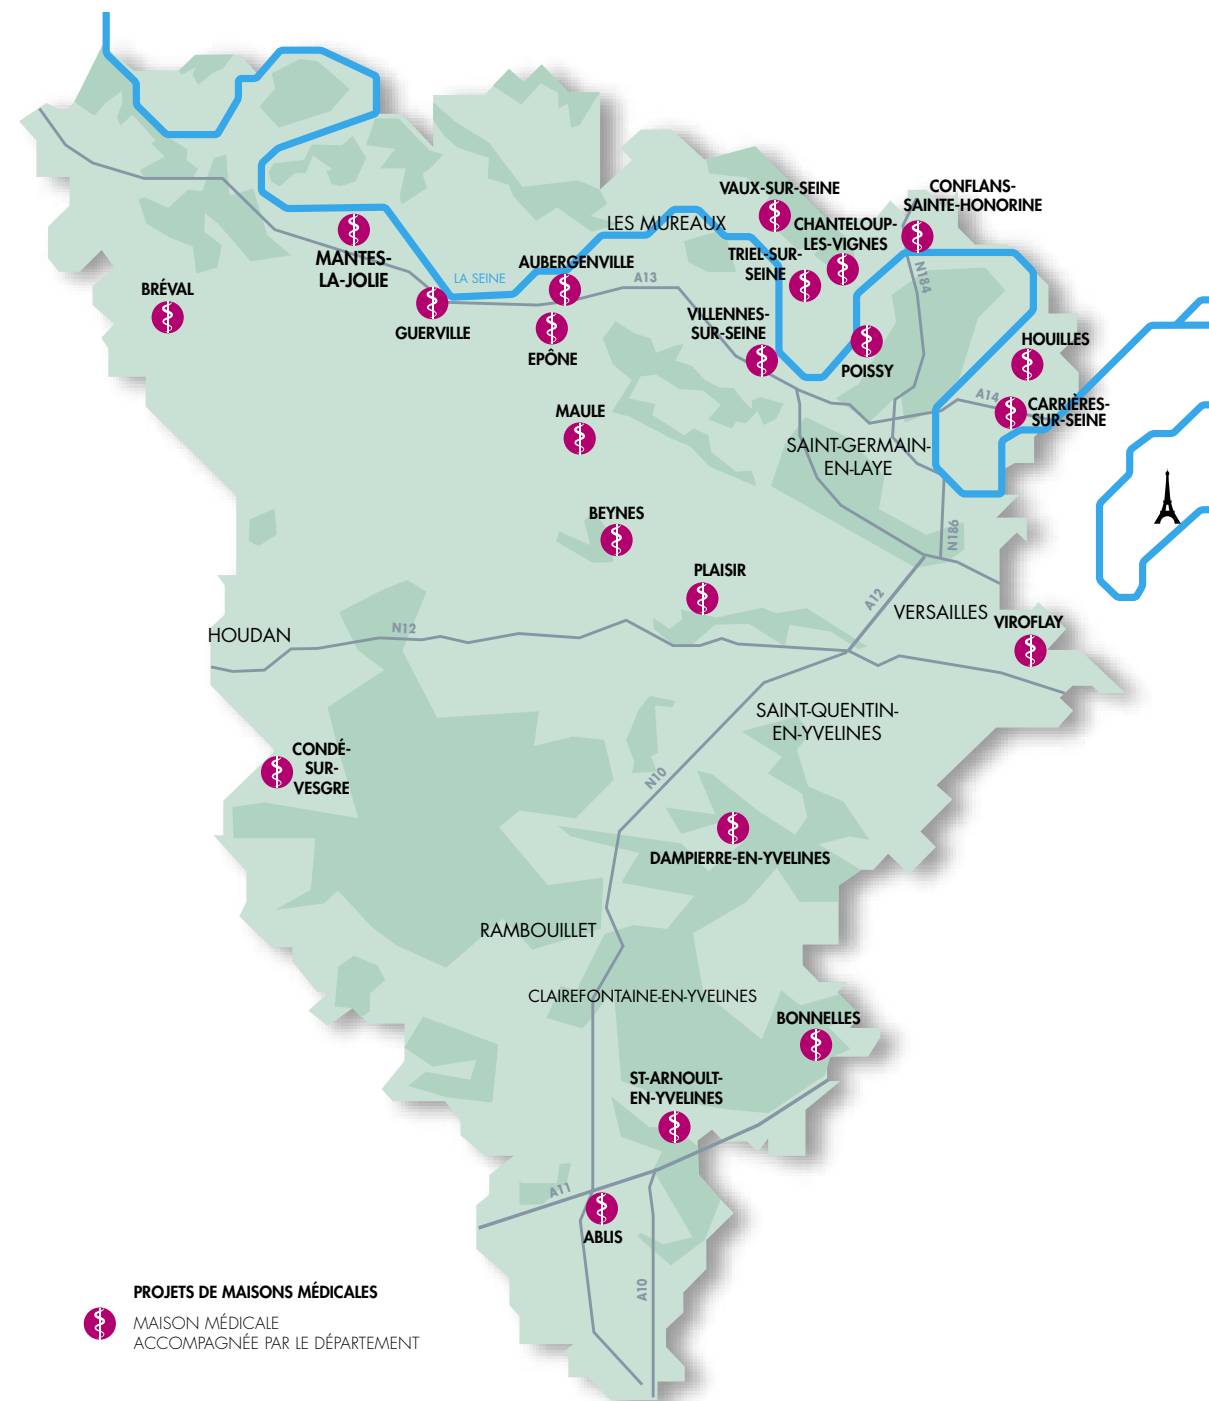 VAUX-SUR-SEINE
CONFLANS-
SAINTE-HONORINE
LES MUREAUX
CHANTELOUP-
LES-VIGNES
MANTES-
LA-JOLIE
AUBERGENVILLE
TRIEL-SUR-
SEINE
N184
LA SEINE
A13
BRÉVAL
GUERVILLE
EPÔNE
VILLENNES-
SUR-SEINE
POISSY
HOUILLES
A14
CARRIÈRES-
SUR-SEINE
MAULE
SAINT-GERMAIN-
EN-LAYE
BEYNES
N186
PLAISIR
A12
VERSAILLES
VIROFLAY
HOUDAN
N12
SAINT-QUENTIN-
EN-YVELINES
CONDÉ-
SUR-
VESGRE
N10
DAMPIERRE-EN-YVELINES
RAMBOUILLET
CLAIREFONTAINE-EN-YVELINES
BONNELLES
ST-ARNOULT-
EN-YVELINES
A11
ABLIS
A10
PROJETS DE MAISONS MÉDICALES
MAISON MÉDICALE
ACCOMPAGNÉE PAR LE DÉPARTEMENT